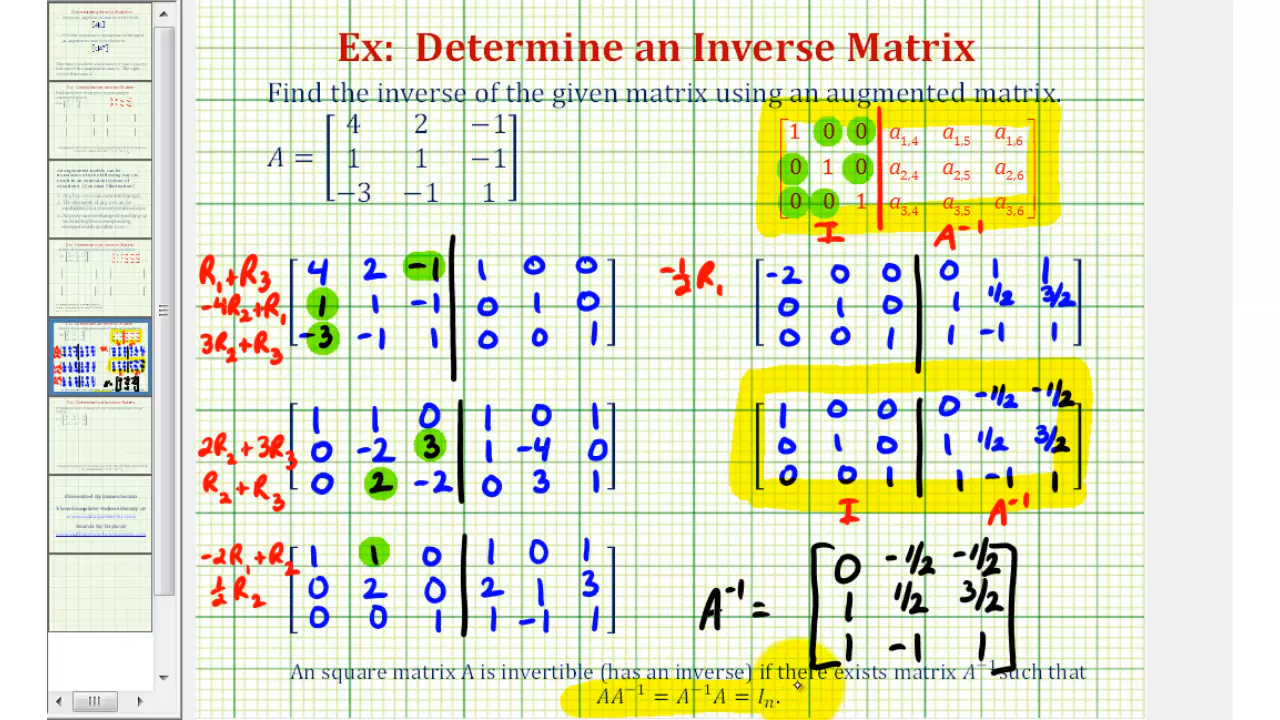 Ex: Determine an Inverse Matrix
Find the inverse of the given matrix using an augmented matrix.
A = [ 4 2 −1
1 1 −1
−3 −1 1 ]
[ 1 0 0 | a1,4 a1,5 a1,6
0 1 0 | a2,4 a2,5 a2,6
0 0 1 | a3,4 a3,5 a3,6 ]
I A⁻¹
R₁+R₃ [ 4 2 -1 | 1 0 0
-4R₂+R₁ 1 1 -1 | 0 1 0
3R₂+R₃ -3 -1 1 | 0 0 1 ]
[ 1 1 0 | 1 0 1
2R₂+3R₃ 0 -2 3 | 1 -4 0
R₂+R₃ 0 2 -2 | 0 3 1 ]
-2R₁+R₂ [ 1 1 0 | 1 0 1
½R₂ 0 2 0 | 2 1 3
0 0 1 | 1 -1 1 ]
-½R₁ [ -2 0 0 | 0 1 1
0 1 0 | 1 1/2 3/2
0 0 1 | 1 -1 1 ]
[ 1 0 0 | 0 -1/2 -1/2
0 1 0 | 1 1/2 3/2
0 0 1 | 1 -1 1 ]
I A⁻¹
A⁻¹ = [ 0 -1/2 -1/2
1 1/2 3/2
1 -1 1 ]
An square matrix A is invertible (has an inverse) if there exists matrix A⁻¹ such that
AA⁻¹ = A⁻¹A = Iₙ.